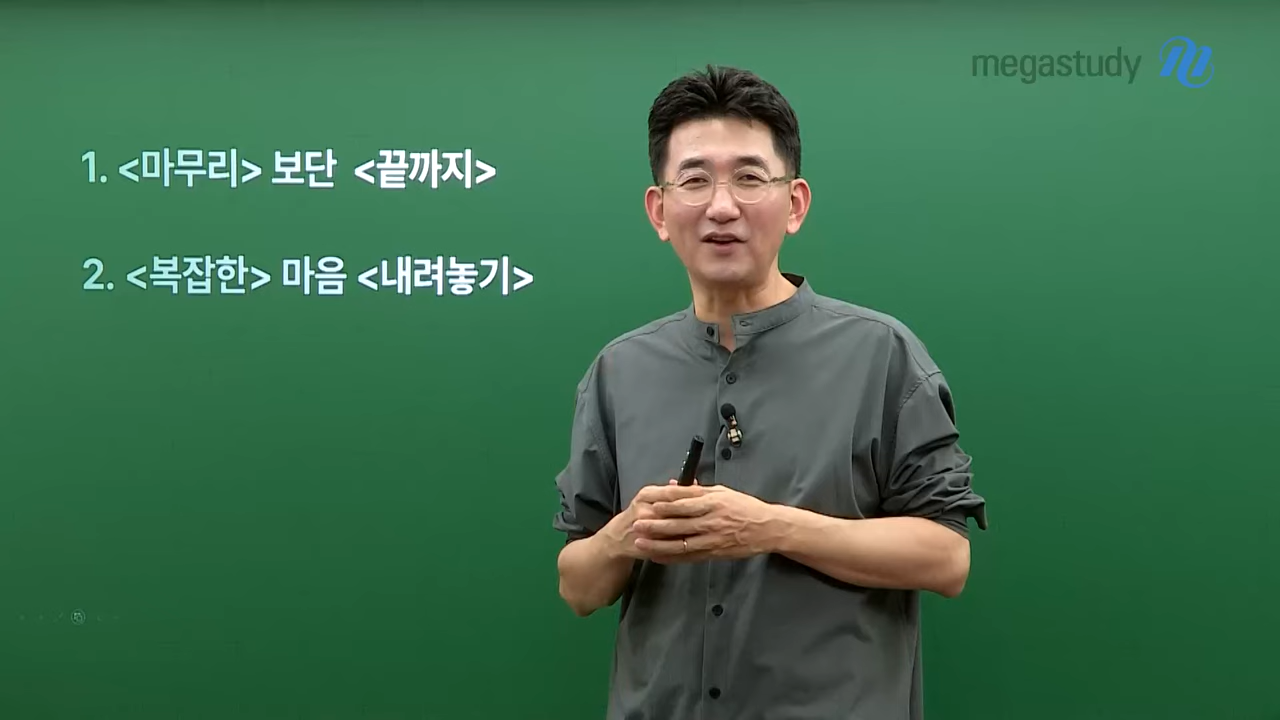 megastudy
1. <마무리> 보단 <끝까지>
2. <복잡한> 마음 <내려놓기>